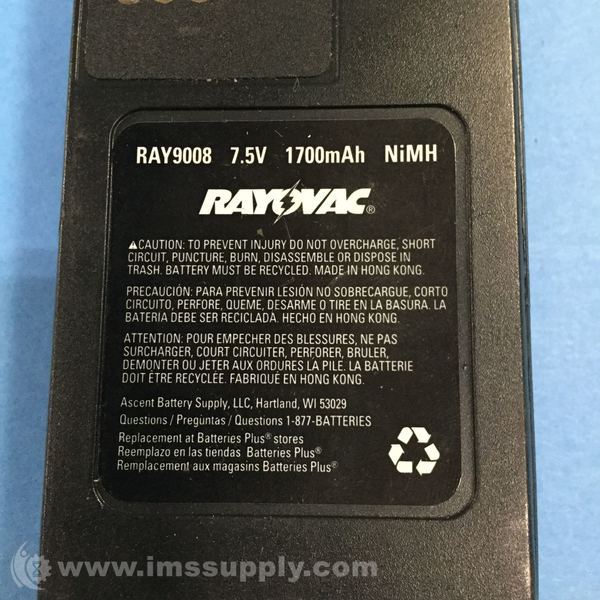 RAY9008 7.5V 1700mAh NiMH
RAYOVAC®
⚠CAUTION: TO PREVENT INJURY DO NOT OVERCHARGE, SHORT
CIRCUIT, PUNCTURE, BURN, DISASSEMBLE OR DISPOSE IN
TRASH. BATTERY MUST BE RECYCLED. MADE IN HONG KONG.
PRECAUCIÓN: PARA PREVENIR LESIÓN NO SOBRECARGUE, CORTO
CIRCUITO, PERFORE, QUEME, DESARME O TIRE EN LA BASURA. LA
BATERIA DEBE SER RECICLADA. HECHO EN HONG KONG.
ATTENTION: POUR EMPECHER DES BLESSURES, NE PAS
SURCHARGER, COURT CIRCUITER, PERFORER, BRULER,
DEMONTER OU JETER AUX ORDURES LA PILE. LA BATTERIE
DOIT ÈTRE RECYCLÉE. FABRIQUÉ EN HONG KONG.
Ascent Battery Supply, LLC, Hartland, WI 53029
Questions / Pregüntas / Questions 1-877-BATTERIES
Replacement at Batteries Plus® stores
Reemplazo en las tiendas Batteries Plus®
Remplacement aux magasins Batteries Plus®
www.imssupply.com